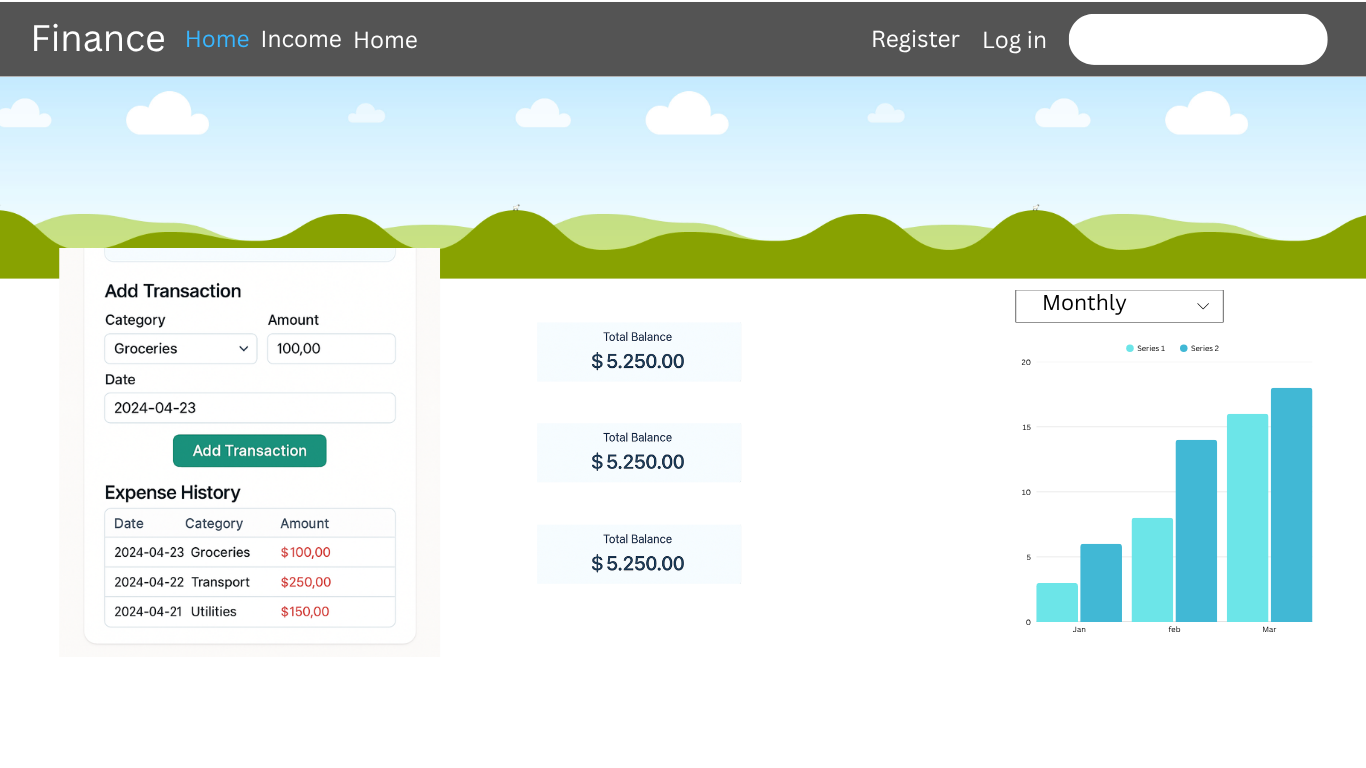 Finance Home Income Home Register Log in
Add Transaction
Category Amount
Groceries 100,00
Date
2024-04-23
Add Transaction
Expense History
Date Category Amount
2024-04-23 Groceries $100,00
2024-04-22 Transport $250,00
2024-04-21 Utilities $150,00
Total Balance
$5.250.00
Total Balance
$5.250.00
Total Balance
$5.250.00
Monthly
Series 1 Series 2
20
15
10
5
0
Jan feb Mar